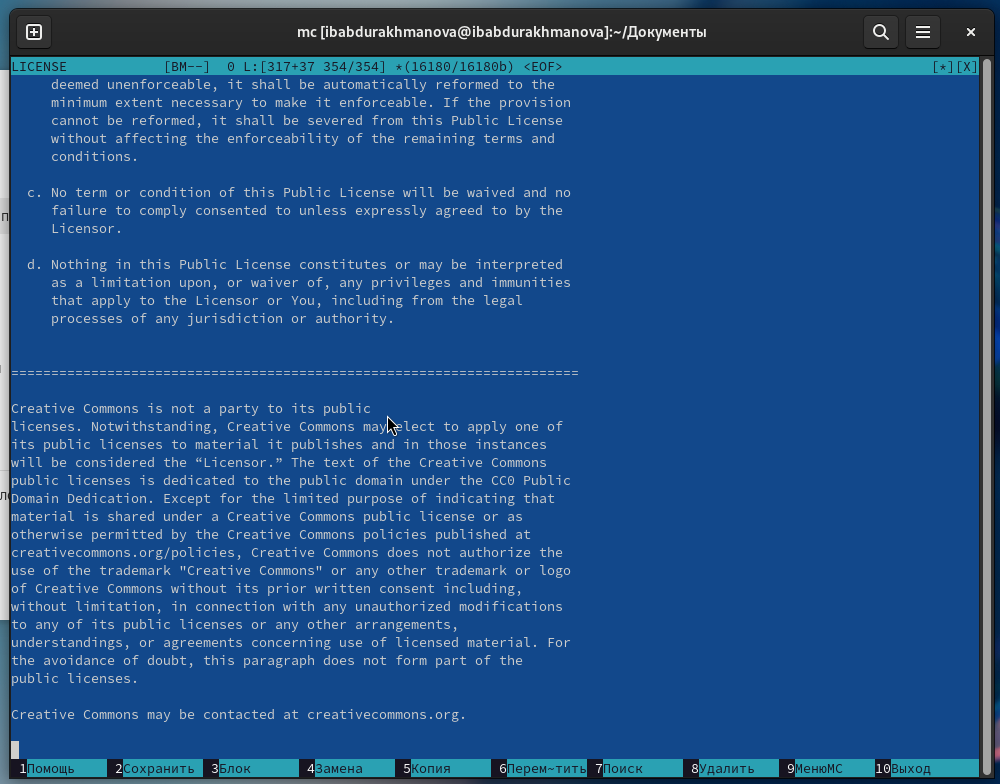 mc [ibabdurakhmanova@ibabdurakhmanova]:~/Документы
LICENSE [BM--] 0 L:[317+37 354/354] *(16180/16180b) <EOF> [*][X]
deemed unenforceable, it shall be automatically reformed to the
minimum extent necessary to make it enforceable. If the provision
cannot be reformed, it shall be severed from this Public License
without affecting the enforceability of the remaining terms and
conditions.
c. No term or condition of this Public License will be waived and no
failure to comply consented to unless expressly agreed to by the
Licensor.
d. Nothing in this Public License constitutes or may be interpreted
as a limitation upon, or waiver of, any privileges and immunities
that apply to the Licensor or You, including from the legal
processes of any jurisdiction or authority.
=======================================================================
Creative Commons is not a party to its public
licenses. Notwithstanding, Creative Commons may elect to apply one of
its public licenses to material it publishes and in those instances
will be considered the “Licensor.” The text of the Creative Commons
public licenses is dedicated to the public domain under the CC0 Public
Domain Dedication. Except for the limited purpose of indicating that
material is shared under a Creative Commons public license or as
otherwise permitted by the Creative Commons policies published at
creativecommons.org/policies, Creative Commons does not authorize the
use of the trademark "Creative Commons" or any other trademark or logo
of Creative Commons without its prior written consent including,
without limitation, in connection with any unauthorized modifications
to any of its public licenses or any other arrangements,
understandings, or agreements concerning use of licensed material. For
the avoidance of doubt, this paragraph does not form part of the
public licenses.
Creative Commons may be contacted at creativecommons.org.
1Помощь 2Сохранить 3Блок 4Замена 5Копия 6Перем~тить 7Поиск 8Удалить 9МенюМС 10Выход